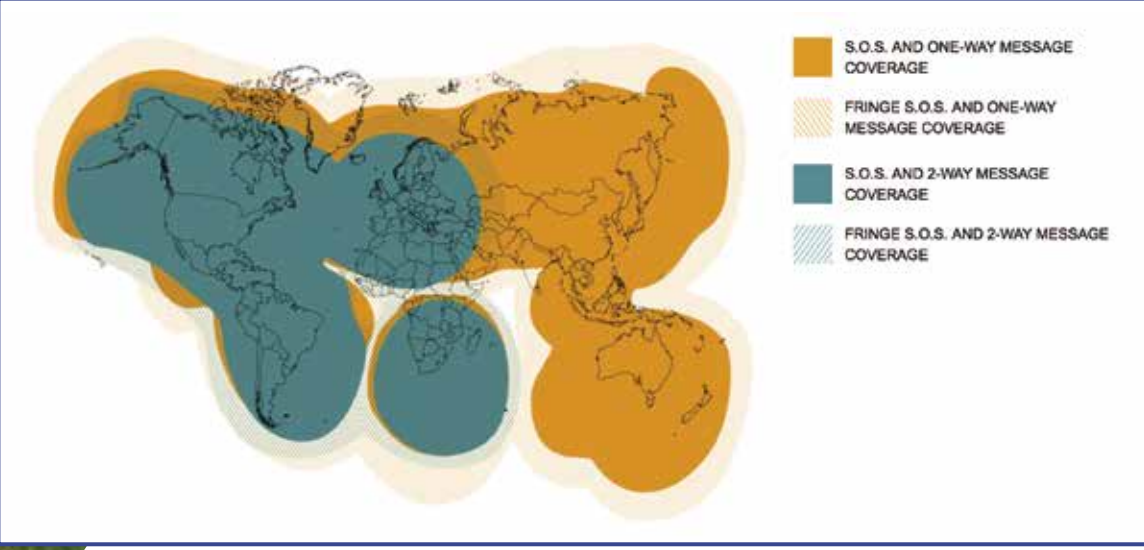 S.O.S. AND ONE-WAY MESSAGE
COVERAGE
FRINGE S.O.S. AND ONE-WAY
MESSAGE COVERAGE
S.O.S. AND 2-WAY MESSAGE
COVERAGE
FRINGE S.O.S. AND 2-WAY MESSAGE
COVERAGE